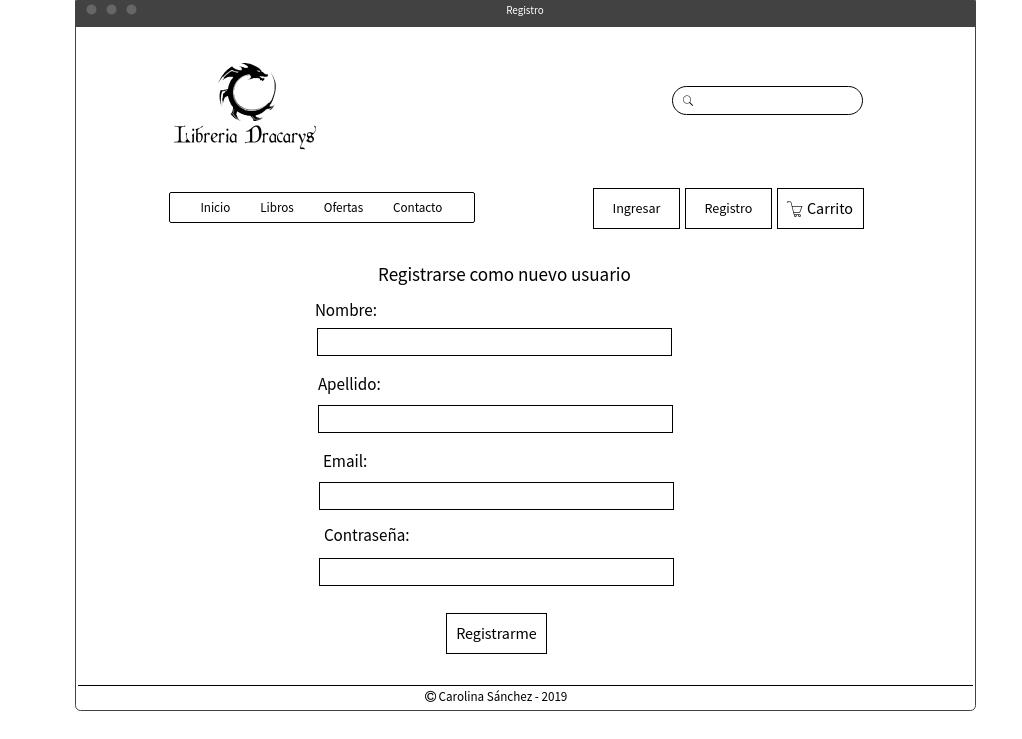 Registro
Libreria Dracarys
Inicio Libros Ofertas Contacto
Ingresar Registro Carrito
Registrarse como nuevo usuario
Nombre:
Apellido:
Email:
Contraseña:
Registrarme
© Carolina Sánchez - 2019